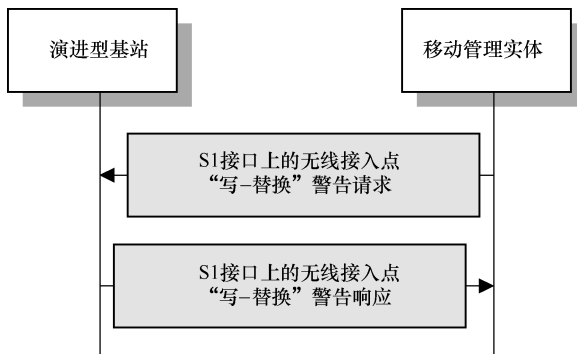 演进型基站
移动管理实体
S1接口上的无线接入点
“写–替换”警告请求
S1接口上的无线接入点
“写–替换”警告响应